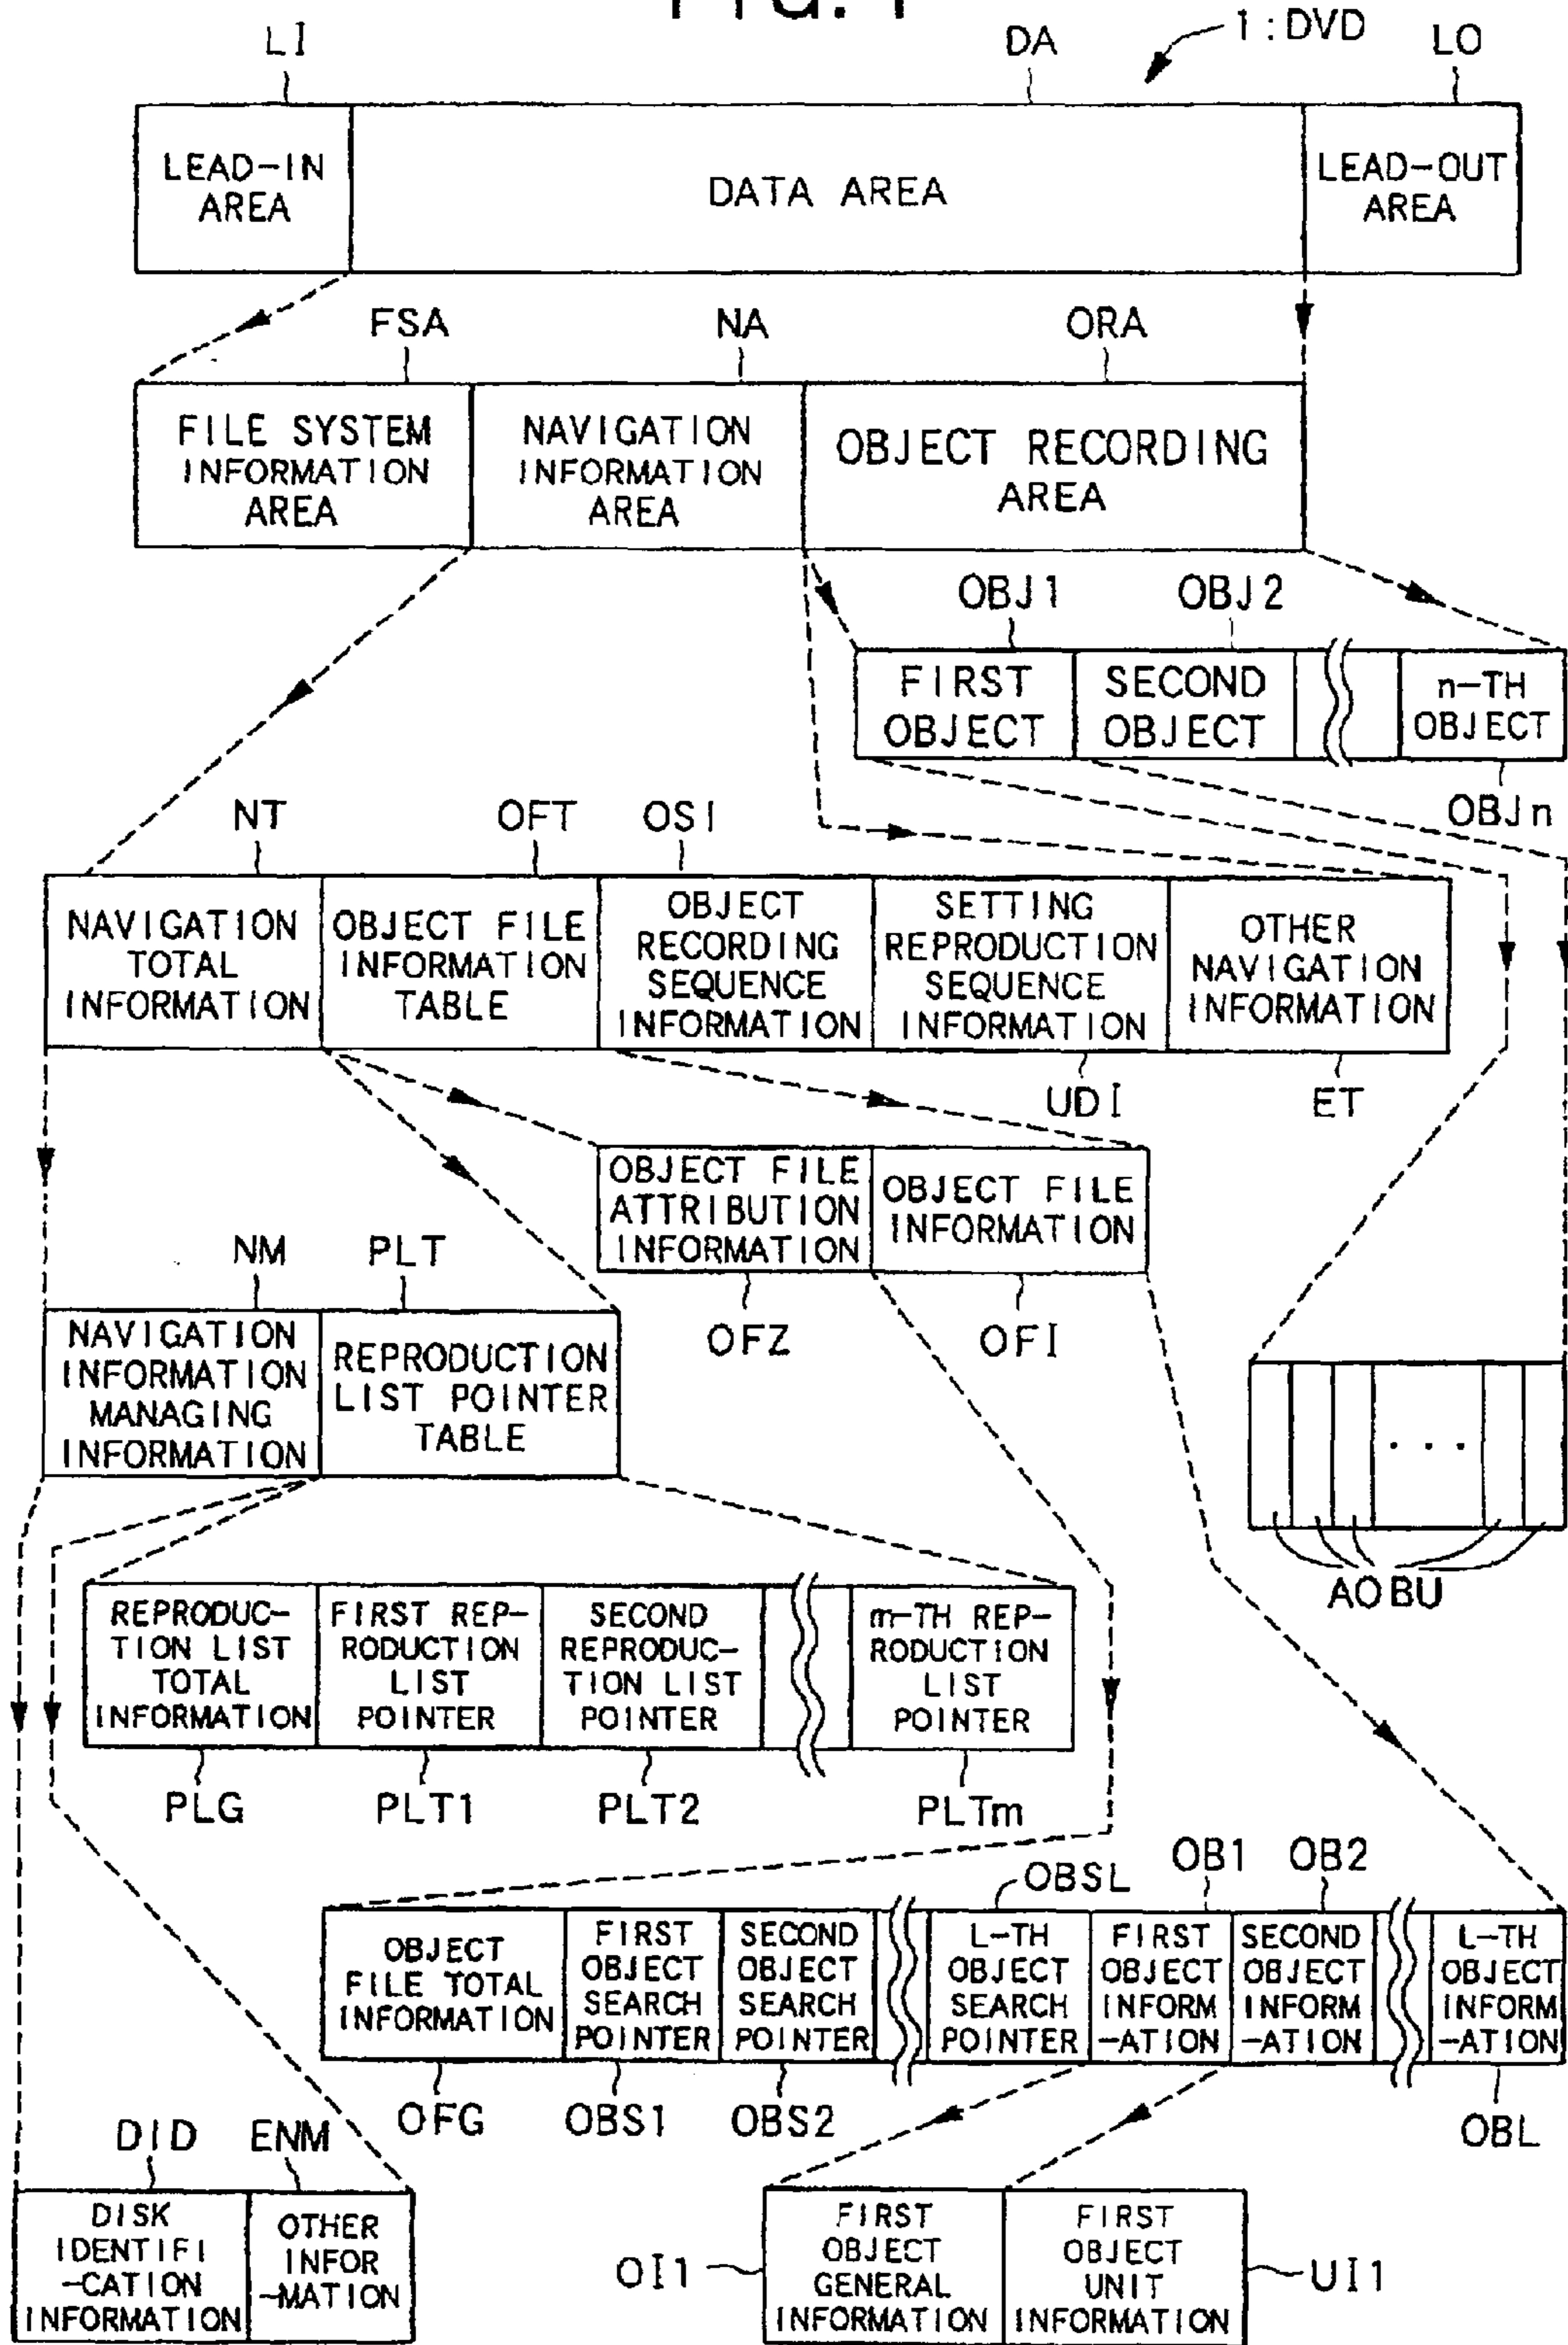 FIG. 1
1:DVD
LI
DA
LO
LEAD-IN
AREA
DATA AREA
LEAD-OUT
AREA
FSA
NA
ORA
FILE SYSTEM
INFORMATION
AREA
NAVIGATION
INFORMATION
AREA
OBJECT RECORDING
AREA
OBJ1
OBJ2
FIRST
OBJECT
SECOND
OBJECT
n-TH
OBJECT
OBJn
NT
OFT
OSI
NAVIGATION
TOTAL
INFORMATION
OBJECT FILE
INFORMATION
TABLE
OBJECT
RECORDING
SEQUENCE
INFORMATION
SETTING
REPRODUCTION
SEQUENCE
INFORMATION
OTHER
NAVIGATION
INFORMATION
UDI
ET
OBJECT FILE
ATTRIBUTION
INFORMATION
OBJECT FILE
INFORMATION
OFZ
OFI
NM
PLT
NAVIGATION
INFORMATION
MANAGING
INFORMATION
REPRODUCTION
LIST POINTER
TABLE
...
AOBU
REPRODUC-
TION LIST
TOTAL
INFORMATION
FIRST REP-
RODUCTION
LIST
POINTER
SECOND
REPRODUC-
TION LIST
POINTER
m-TH REP-
RODUCTION
LIST
POINTER
PLG
PLT1
PLT2
PLTm
OBSL
OB1
OB2
OBJECT
FILE TOTAL
INFORMATION
FIRST
OBJECT
SEARCH
POINTER
SECOND
OBJECT
SEARCH
POINTER
L-TH
OBJECT
SEARCH
POINTER
FIRST
OBJECT
INFORM
-ATION
SECOND
OBJECT
INFORM
-ATION
L-TH
OBJECT
INFORM
-ATION
OFG
OBS1
OBS2
OBL
DID
ENM
DISK
IDENTIFI
-CATION
INFORMATION
OTHER
INFOR
-MATION
OI1
FIRST
OBJECT
GENERAL
INFORMATION
FIRST
OBJECT
UNIT
INFORMATION
UI1